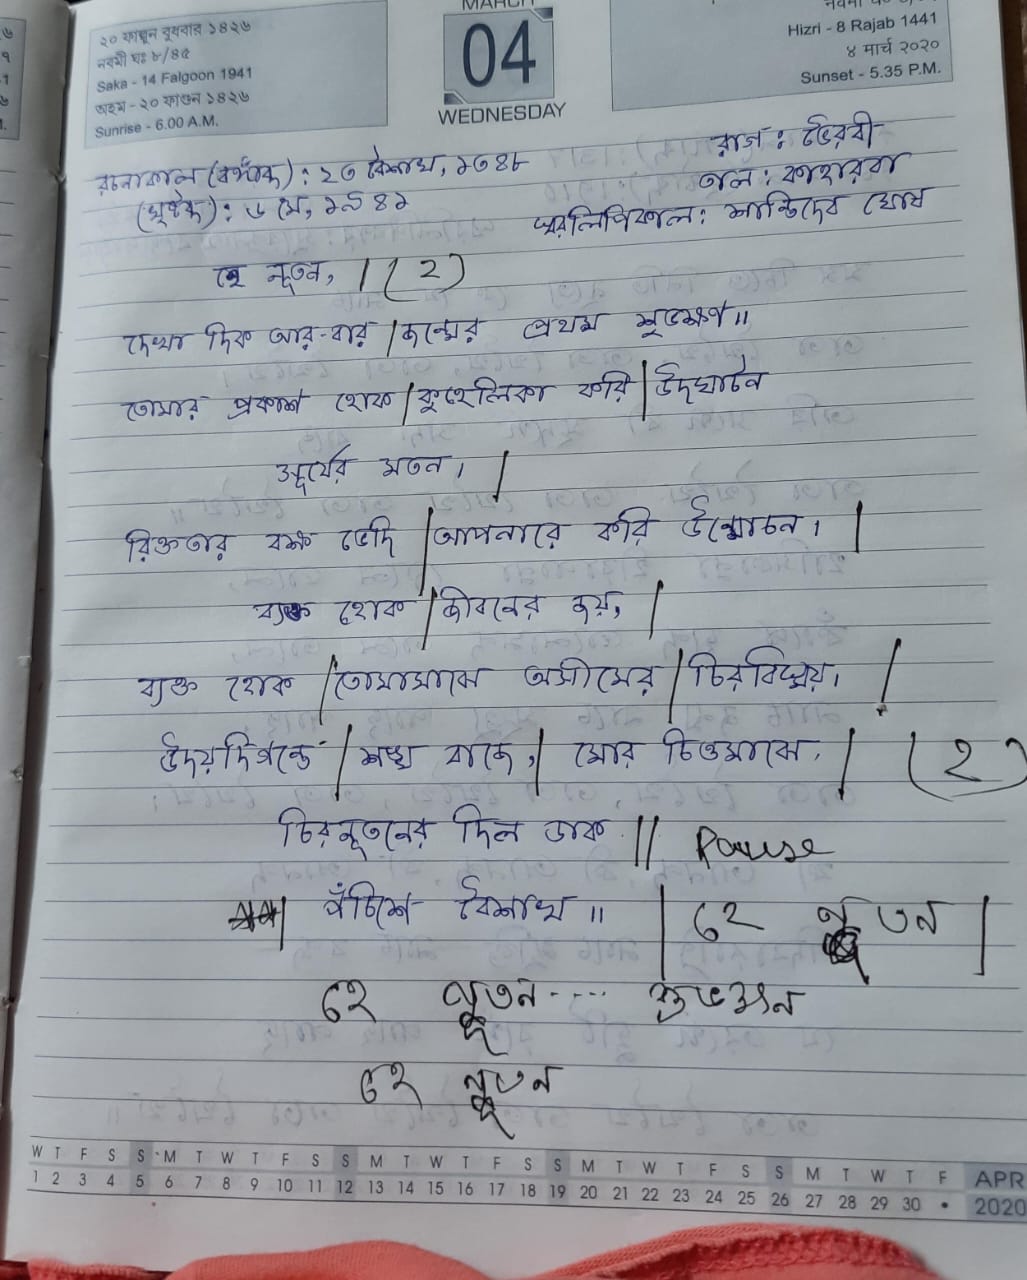 MARCH
২০ ফাল্গুন বুধবার ১৪২৬
নবমী ঘঃ ৮/৪৫
Saka - 14 Falgoon 1941
অহম - ২০ ফাগুন ১৪২৬
Sunrise - 6.00 A.M.
04
WEDNESDAY
Hizri - 8 Rajab 1441
৪ মার্চ ২০২০
Sunset - 5.35 P.M.
রচনাকাল (বঙ্গাব্দ) : ২৩ বৈশাখ, ১৩৪৮
রাগ : ভৈরবী
(খৃষ্টাব্দ) : ৬ মে, ১৯৪১
তাল : কাহারবা
স্বরলিপিকাল : শান্তিদেব ঘোষ
হে নূতন, | (২)
দেখা দিক আর-বার | জন্মের প্রথম শুভক্ষণ ॥
তোমার প্রকাশ হোক | কুহেলিকা করি | উদঘাটন
সূর্যের মতন। |
রিক্ততার বক্ষ ভেদি | আপনারে করি উন্মোচন। |
ব্যক্ত হোক | জীবনের জয়, |
ব্যক্ত হোক | তোমামাঝে অসীমের | চিরবিস্ময়। |
উদয়দিগন্তে | শঙ্খ বাজে, | মোর চিত্তমাঝে, | (২)
চিরনূতনের দিল ডাক || Pause
| পঁচিশে বৈশাখ ॥ | হে নূতন |
হে নূতন .... শুভক্ষন
হে নূতন
W T F S S M T W T F S S M T W T F S S M T W T F S S M T W T F APR
1 2 3 4 5 6 7 8 9 10 11 12 13 14 15 16 17 18 19 20 21 22 23 24 25 26 27 28 29 30 • 2020